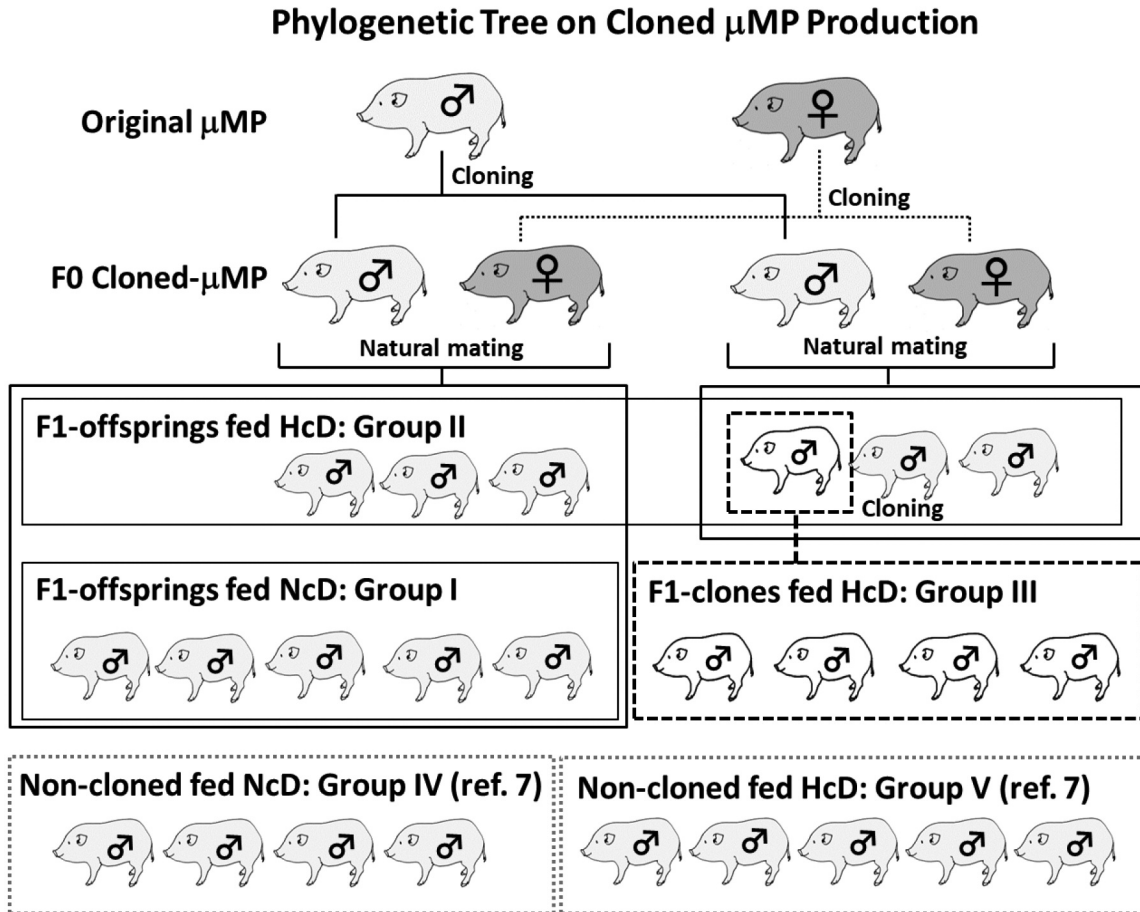 Phylogenetic Tree on Cloned μMP Production
Original μMP
♂
♀
Cloning
Cloning
F0 Cloned-μMP
♂
♀
♂
♀
Natural mating
Natural mating
F1-offsprings fed HcD: Group II
♂ ♂ ♂
♂ ♂ ♂
Cloning
F1-offsprings fed NcD: Group I
♂ ♂ ♂ ♂ ♂
F1-clones fed HcD: Group III
♂ ♂ ♂ ♂
Non-cloned fed NcD: Group IV (ref. 7)
♂ ♂ ♂ ♂
Non-cloned fed HcD: Group V (ref. 7)
♂ ♂ ♂ ♂ ♂